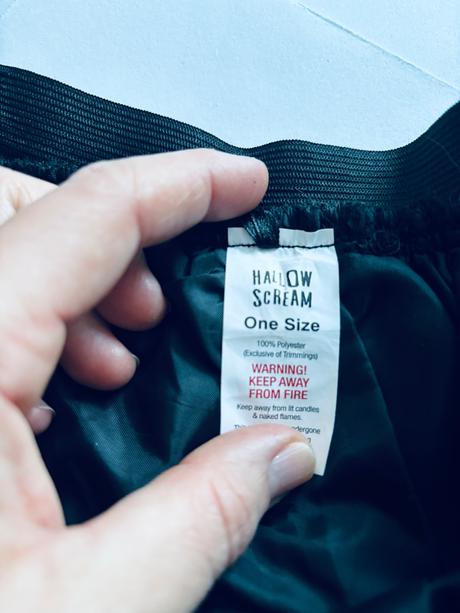 HALLOW
SCREAM
One Size
100% Polyester
(Exclusive of Trimmings)
WARNING!
KEEP AWAY
FROM FIRE
Keep away from lit candles
& naked flames.